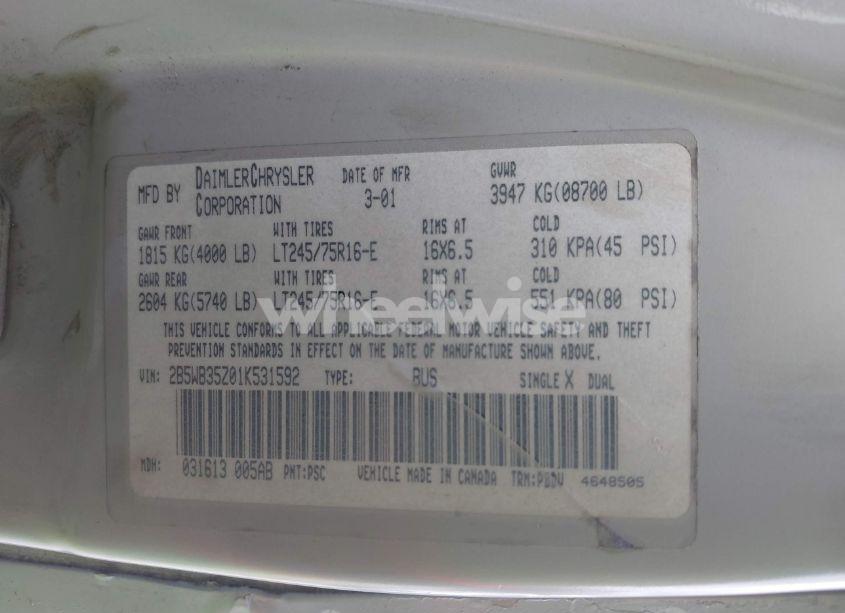 MFD BY DAIMLERCHRYSLER CORPORATION DATE OF MFR 3-01 GVWR 3947 KG(08700 LB)
GAWR FRONT WITH TIRES RIMS AT COLD
1815 KG(4000 LB) LT245/75R16-E 16X6.5 310 KPA(45 PSI)
GAWR REAR WITH TIRES RIMS AT COLD
2604 KG(5740 LB) LT245/75R16-E 16X6.5 551 KPA(80 PSI)
wheelwise
THIS VEHICLE CONFORMS TO ALL APPLICABLE FEDERAL MOTOR VEHICLE SAFETY AND THEFT
PREVENTION STANDARDS IN EFFECT ON THE DATE OF MANUFACTURE SHOWN ABOVE.
VIN: 2B5WB35Z01K531592 TYPE: BUS SINGLE X DUAL
MDH: 031613 005AB PNT:PSC VEHICLE MADE IN CANADA TRM:PDDV 4648505